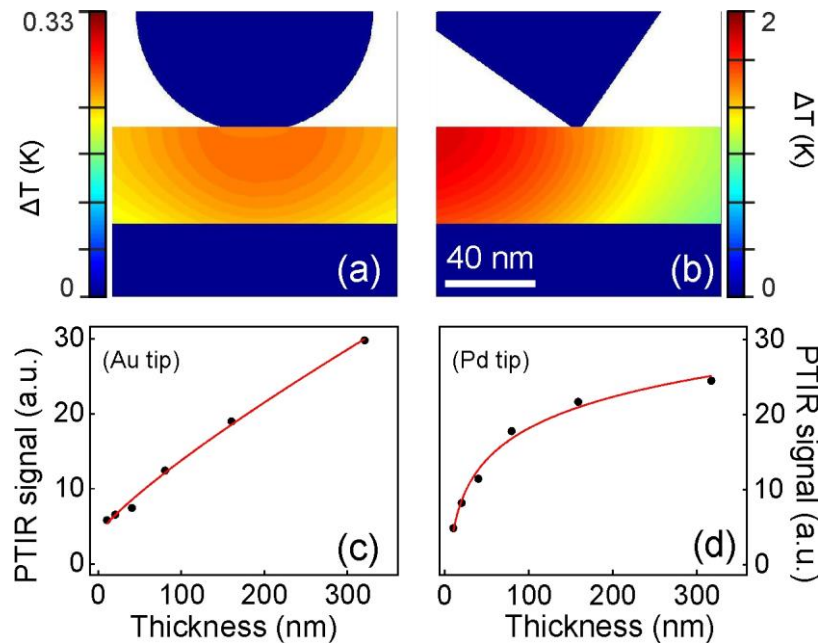 0.33
ΔT (K)
0
(a)
40 nm
(b)
2
ΔT (K)
0
30
20
10
0
PTIR signal (a.u.)
(Au tip)
(c)
0
100
200
300
Thickness (nm)
(Pd tip)
(d)
0
100
200
300
Thickness (nm)
30
20
10
0
PTIR signal (a.u.)